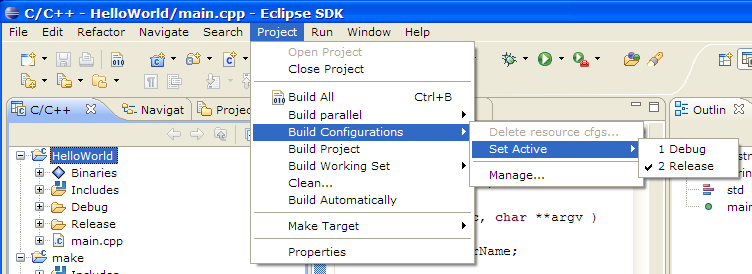 C/C++ - HelloWorld/main.cpp - Eclipse SDK
File Edit Refactor Navigate Search Project Run Window Help
Open Project
Close Project
Build All Ctrl+B
Build parallel
Build Configurations
Build Project
Build Working Set
Clean...
Build Automatically
Make Target
Properties
Delete resource cfgs...
Set Active
Manage...
1 Debug
2 Release
C/C++
Navigat
Projec
Outlin
HelloWorld
Binaries
Includes
Debug
Release
main.cpp
make
Includes
c, char **argv )
rName;
std
main